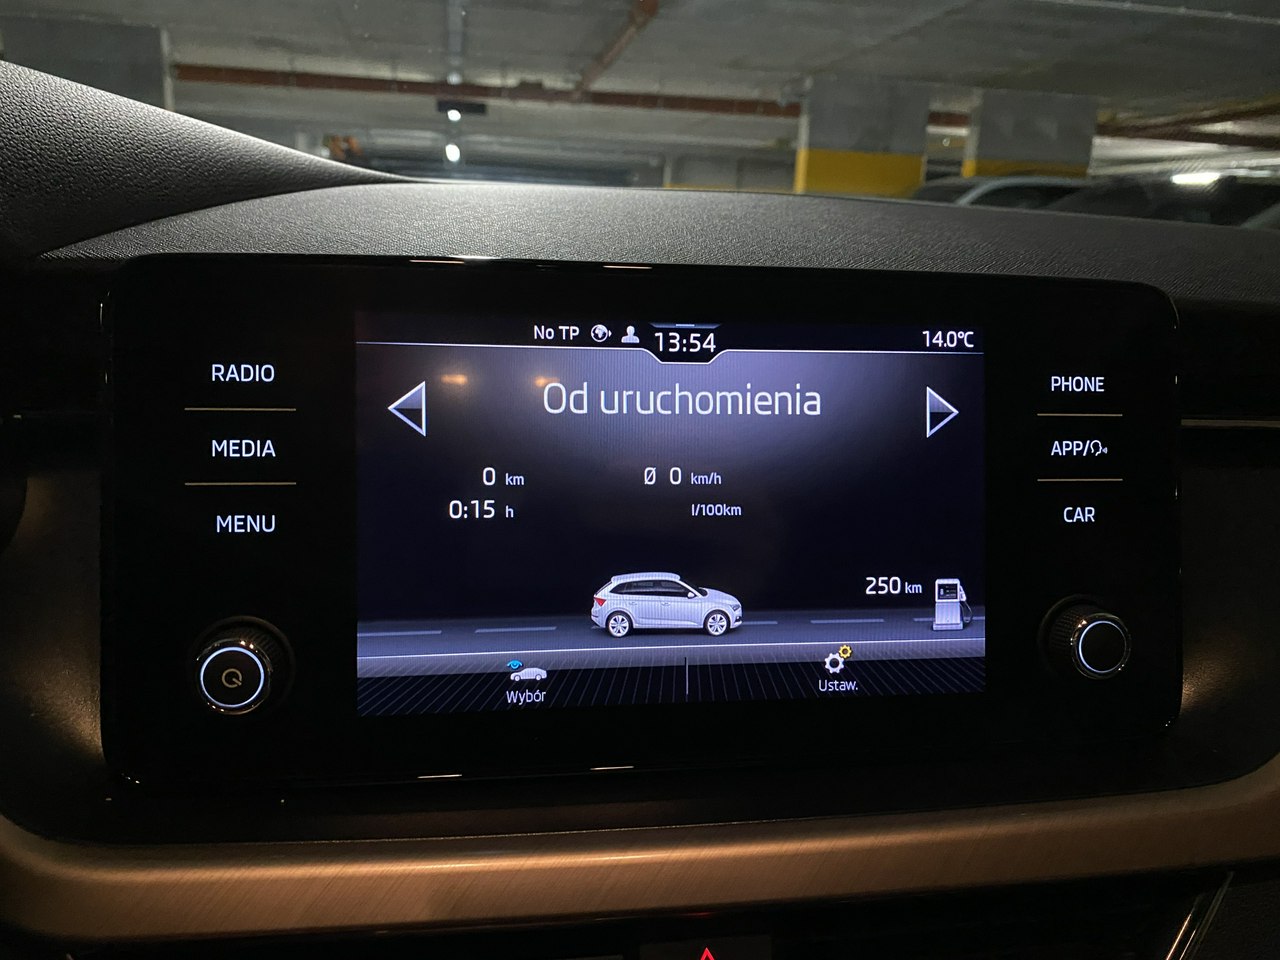 No TP 13:54 14.0°C
RADIO
MEDIA
MENU
Od uruchomienia
0 km Ø 0 km/h
0:15 h l/100km
250 km
Wybór Ustaw.
PHONE
APP/
CAR